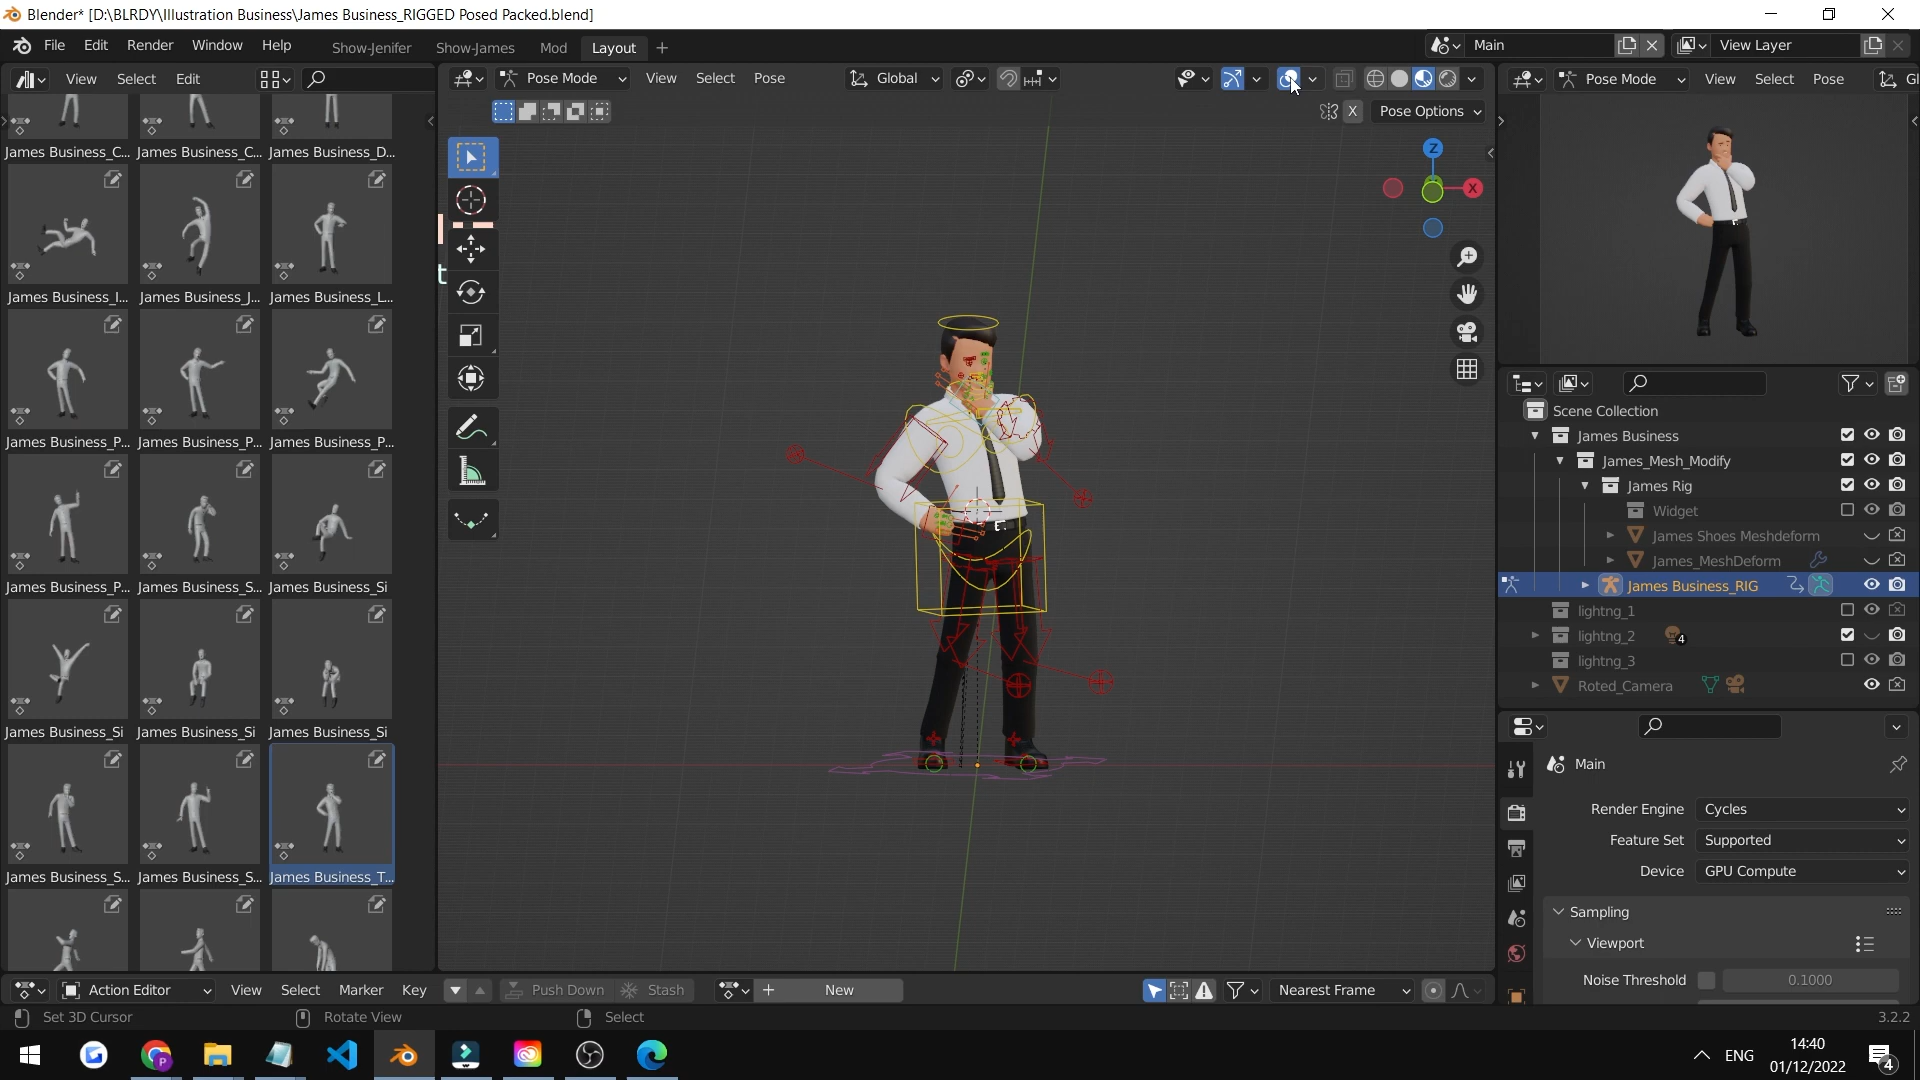 Blender* [D:\BLRDY\Illustration Business\James Business_RIGGED Posed Packed.blend]
File Edit Render Window Help Show-Jenifer Show-James Mod Layout Main View Layer
View Select Edit Pose Mode View Select Pose Global Pose Mode View Select Pose Gl
X Pose Options
James Business_C... James Business_C... James Business_D...
Z
X
t
James Business_I... James Business_J... James Business_L...
James Business_P... James Business_P... James Business_P...
James Business_P... James Business_S... James Business_Si
James Business_Si James Business_Si James Business_Si
James Business_S... James Business_S... James Business_T...
Scene Collection
James Business
James_Mesh_Modify
James Rig
Widget
James Shoes Meshdeform
James_MeshDeform
James Business_RIG
lightng_1
lightng_2 4
lightng_3
Roted_Camera
Main
Render Engine Cycles
Feature Set Supported
Device GPU Compute
Sampling
Viewport
Noise Threshold 0.1000
Action Editor View Select Marker Key Push Down Stash New Nearest Frame
Set 3D Cursor Rotate View Select 3.2.2
ENG
14:40
01/12/2022
4